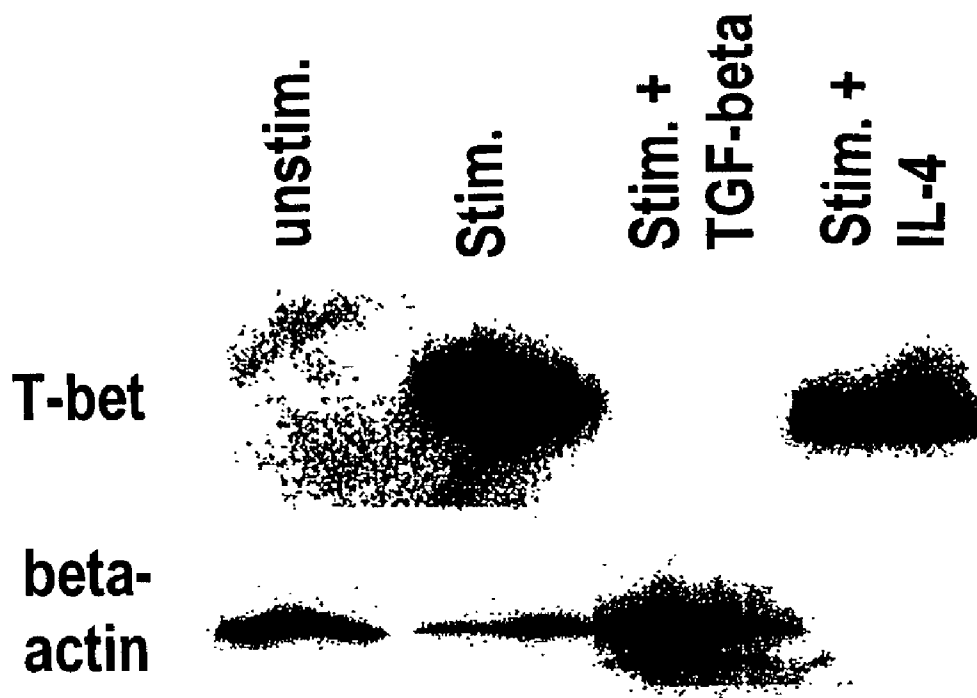 unstim.
Stim.
Stim. +
TGF-beta
Stim. +
IL-4
T-bet
beta-
actin